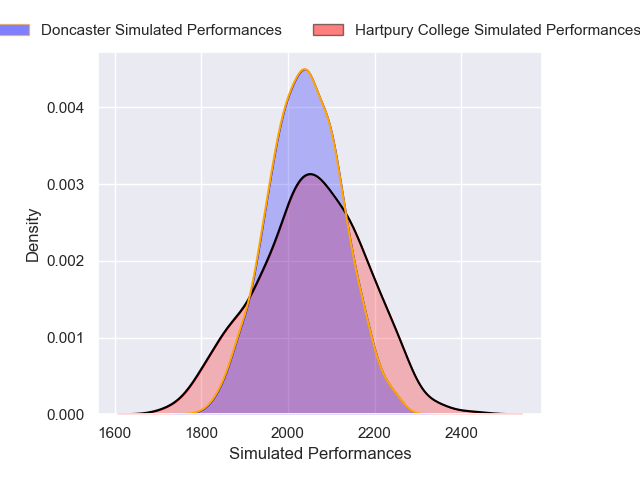 Doncaster Simulated Performances
Hartpury College Simulated Performances
0.004
0.003
0.002
0.001
0.000
Density
1600 1800 2000 2200 2400
Simulated Performances